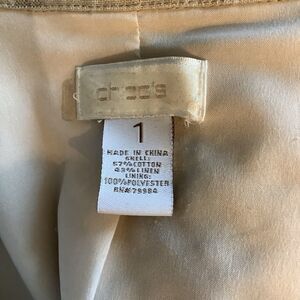 chico's
1
MADE IN CHINA
SHELL:
57%COTTON
43%LINEN
LINING:
100%POLYESTER
RN#79984